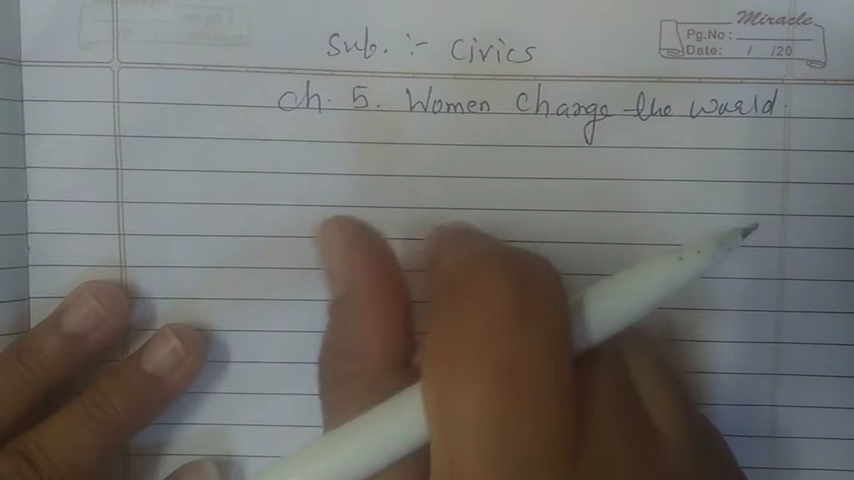 Miracle
Pg.No:
Date: / /20
Sub. :- Civics
Ch. 5. Women Change the world.